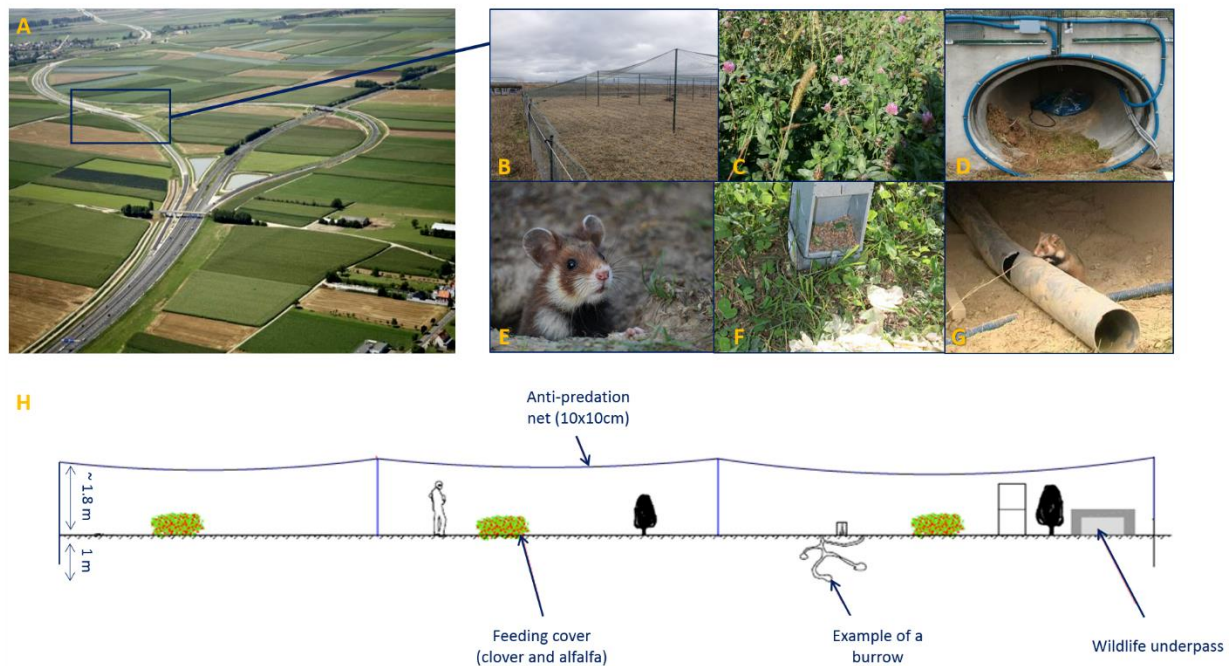 A
B
C
D
E
F
G
H
Anti-predation
net (10x10cm)
~ 1.8 m
1 m
Feeding cover
(clover and alfalfa)
Example of a
burrow
Wildlife underpass